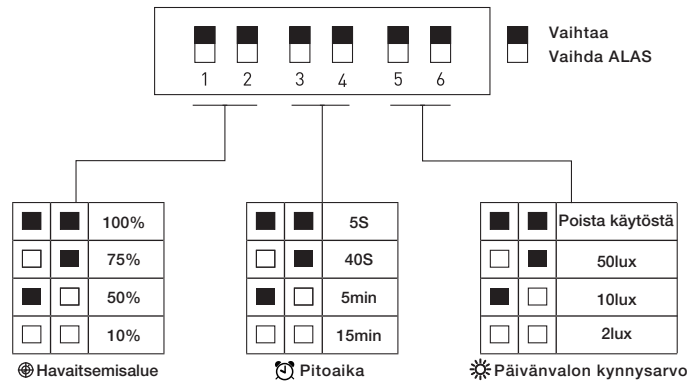 Vaihtaa
Vaihda ALAS
1 2 3 4 5 6
100%
75%
50%
10%
Havaitsemisalue
5S
40S
5min
15min
Pitoaika
Poista käytöstä
50lux
10lux
2lux
Päivänvalon kynnysarvo